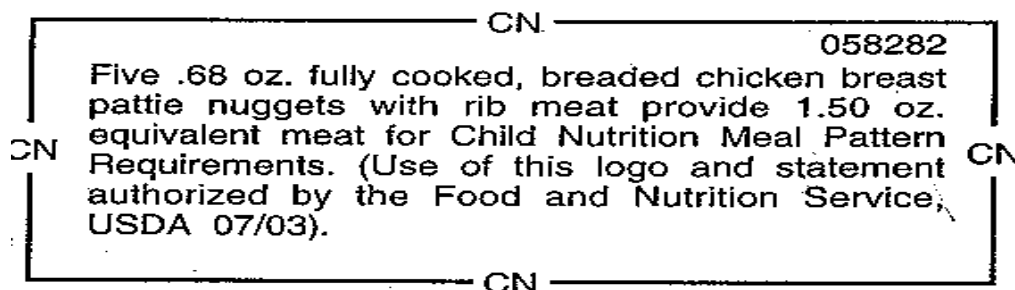 CN
058282
Five .68 oz. fully cooked, breaded chicken breast
pattie nuggets with rib meat provide 1.50 oz.
equivalent meat for Child Nutrition Meal Pattern
CN CN
Requirements. (Use of this logo and statement
authorized by the Food and Nutrition Service,
USDA 07/03).
CN